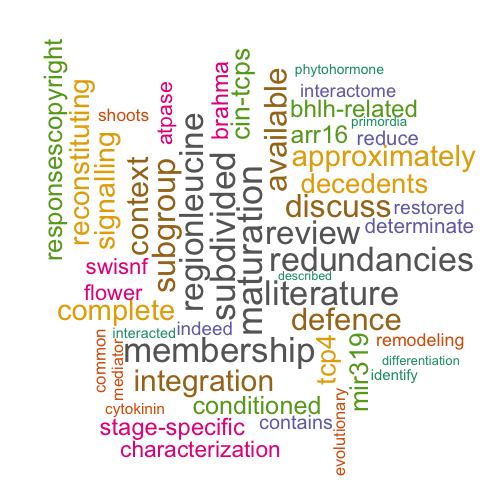 responsescopyright
reconstituting
signalling
shoots
context
atpase
subgroup
regionleucine
brahma
subdivided
cin-tcps
maturation
available
phytohormone
interactome
bhlh-related
primordia
arr16
reduce
approximately
decedents
discuss
restored
review
determinate
redundancies
swisnf
described
flower
literature
complete
defence
interacted
indeed
common
mediator
membership
tcp4
mir319
remodeling
differentiation
identify
integration
cytokinin
conditioned
evolutionary
stage-specific
contains
characterization